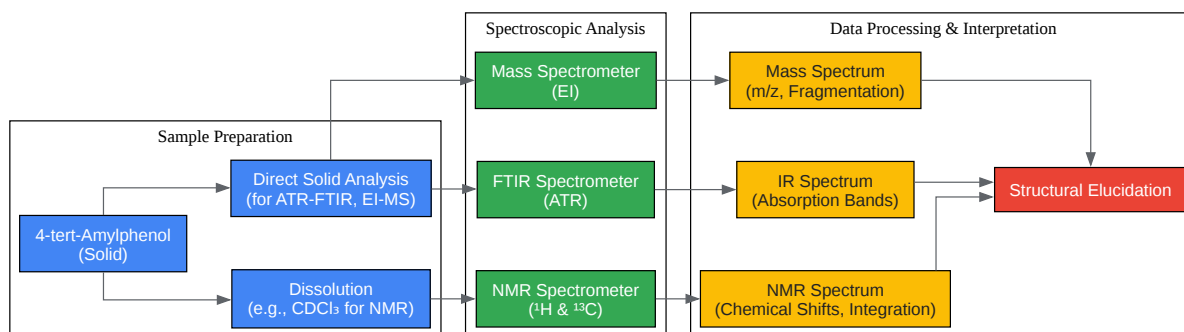 Spectroscopic Analysis
Data Processing & Interpretation
Mass Spectrometer
(EI)
Mass Spectrum
(m/z, Fragmentation)
Sample Preparation
Direct Solid Analysis
(for ATR-FTIR, EI-MS)
FTIR Spectrometer
(ATR)
IR Spectrum
(Absorption Bands)
Structural Elucidation
4-tert-Amylphenol
(Solid)
Dissolution
(e.g., CDCl₃ for NMR)
NMR Spectrometer
(¹H & ¹³C)
NMR Spectrum
(Chemical Shifts, Integration)